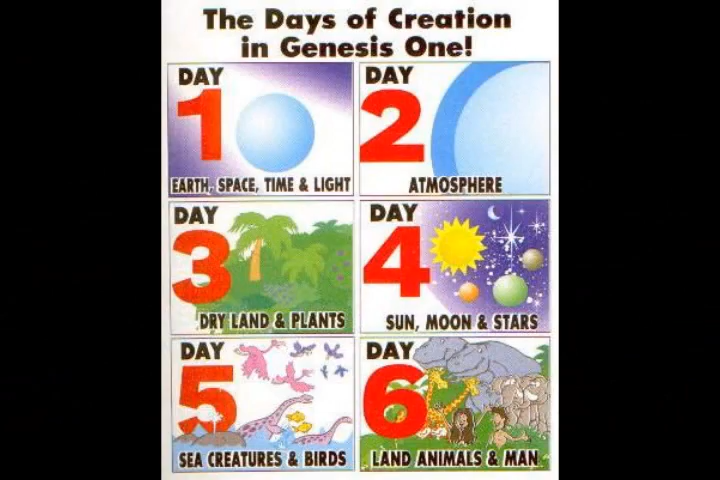 The Days of Creation
in Genesis One!
DAY
1
EARTH, SPACE, TIME & LIGHT
DAY
2
ATMOSPHERE
DAY
3
DRY LAND & PLANTS
DAY
4
SUN, MOON & STARS
DAY
5
SEA CREATURES & BIRDS
DAY
6
LAND ANIMALS & MAN